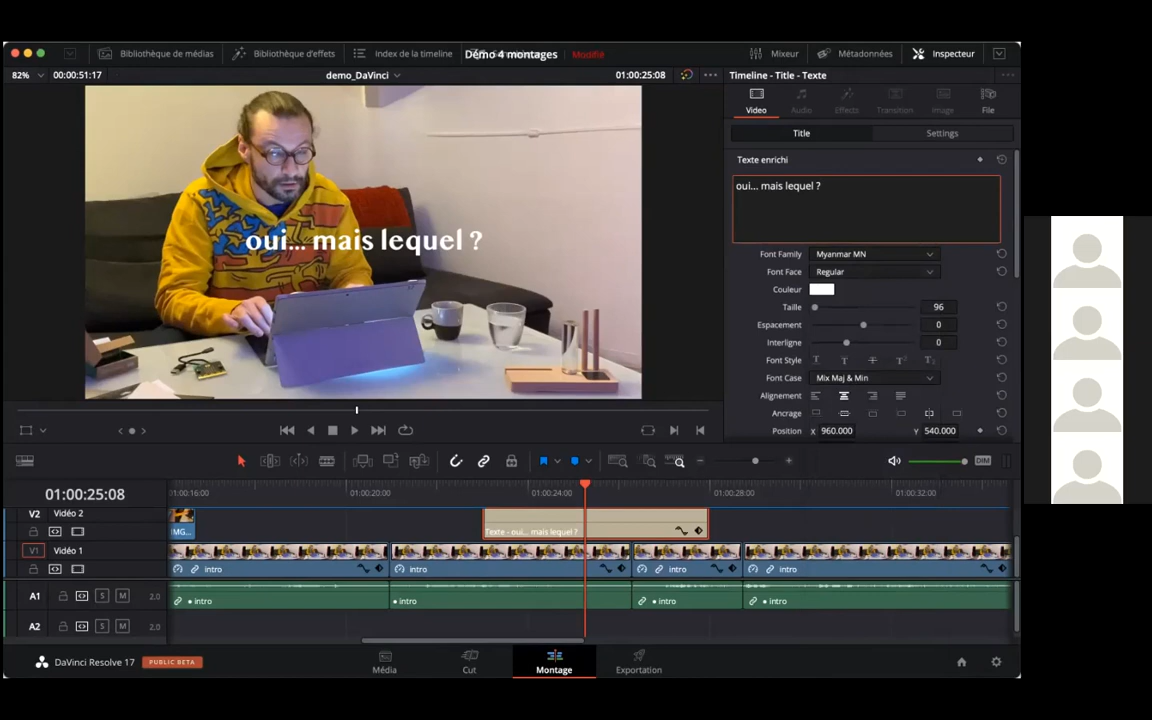 Bibliothèque de médias
Bibliothèque d'effets
Index de la timeline
Démo 4 montages
Modifié
Mixeur
Métadonnées
Inspecteur
82%
00:00:51:17
demo_DaVinci
01:00:25:08
Timeline - Title - Texte
Video
Audio
Effects
Transition
Image
File
Title
Settings
Texte enrichi
oui... mais lequel ?
oui... mais lequel ?
Font Family
Myanmar MN
Font Face
Regular
Couleur
Taille
96
Espacement
0
Interligne
0
Font Style
Font Case
Mix Maj & Min
Alignement
Ancrage
Position
X
960.000
Y
540.000
DIM
01:00:25:08
01:00:16:00
01:00:20:00
01:00:24:00
01:00:28:00
01:00:32:00
V2
Vidéo 2
IMG...
Texte - oui... mais lequel ?
V1
Vidéo 1
intro
intro
intro
intro
A1
S
M
2.0
intro
intro
intro
intro
A2
S
M
2.0
DaVinci Resolve 17
PUBLIC BETA
Média
Cut
Montage
Exportation